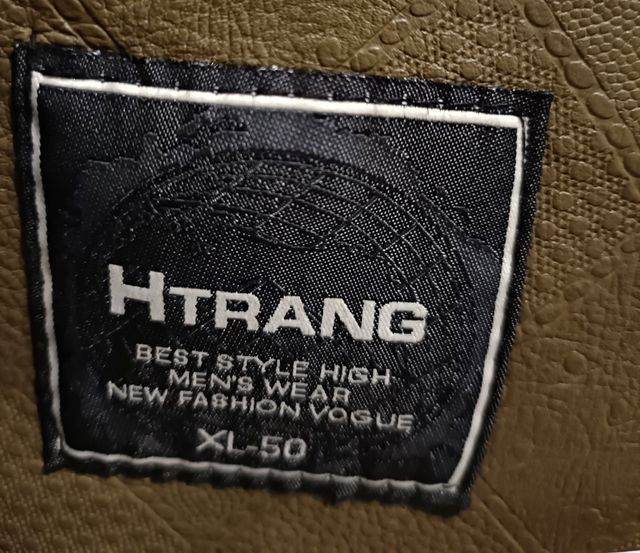 HTRANG
BEST STYLE HIGH
MEN'S WEAR
NEW FASHION VOGUE
XL-50